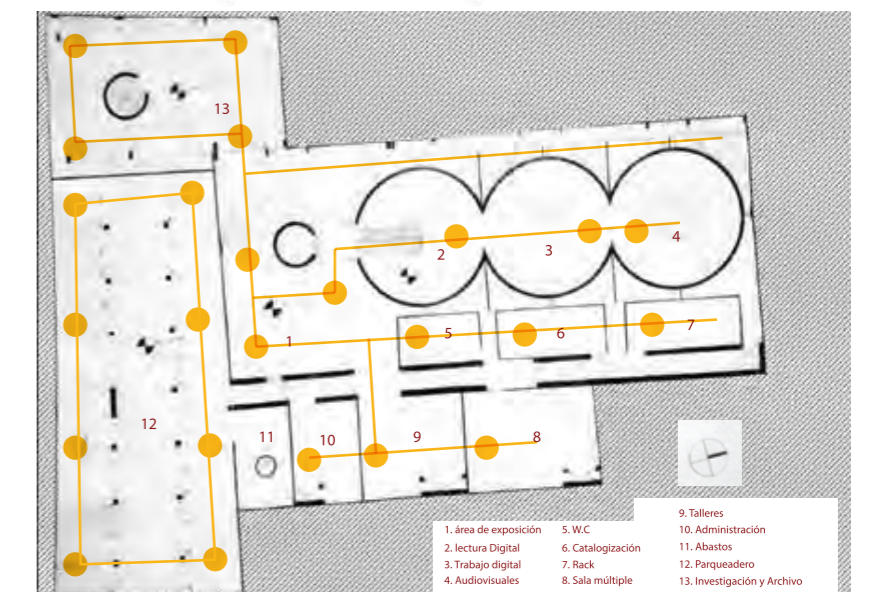 13
4
2
3
7
5
6
1
12
11
10
9
8
1. área de exposición
2. lectura Digital
3. Trabajo digital
4. Audiovisuales
5. W.C
6. Catalogización
7. Rack
8. Sala múltiple
9. Talleres
10. Administración
11. Abastos
12. Parqueadero
13. Investigación y Archivo